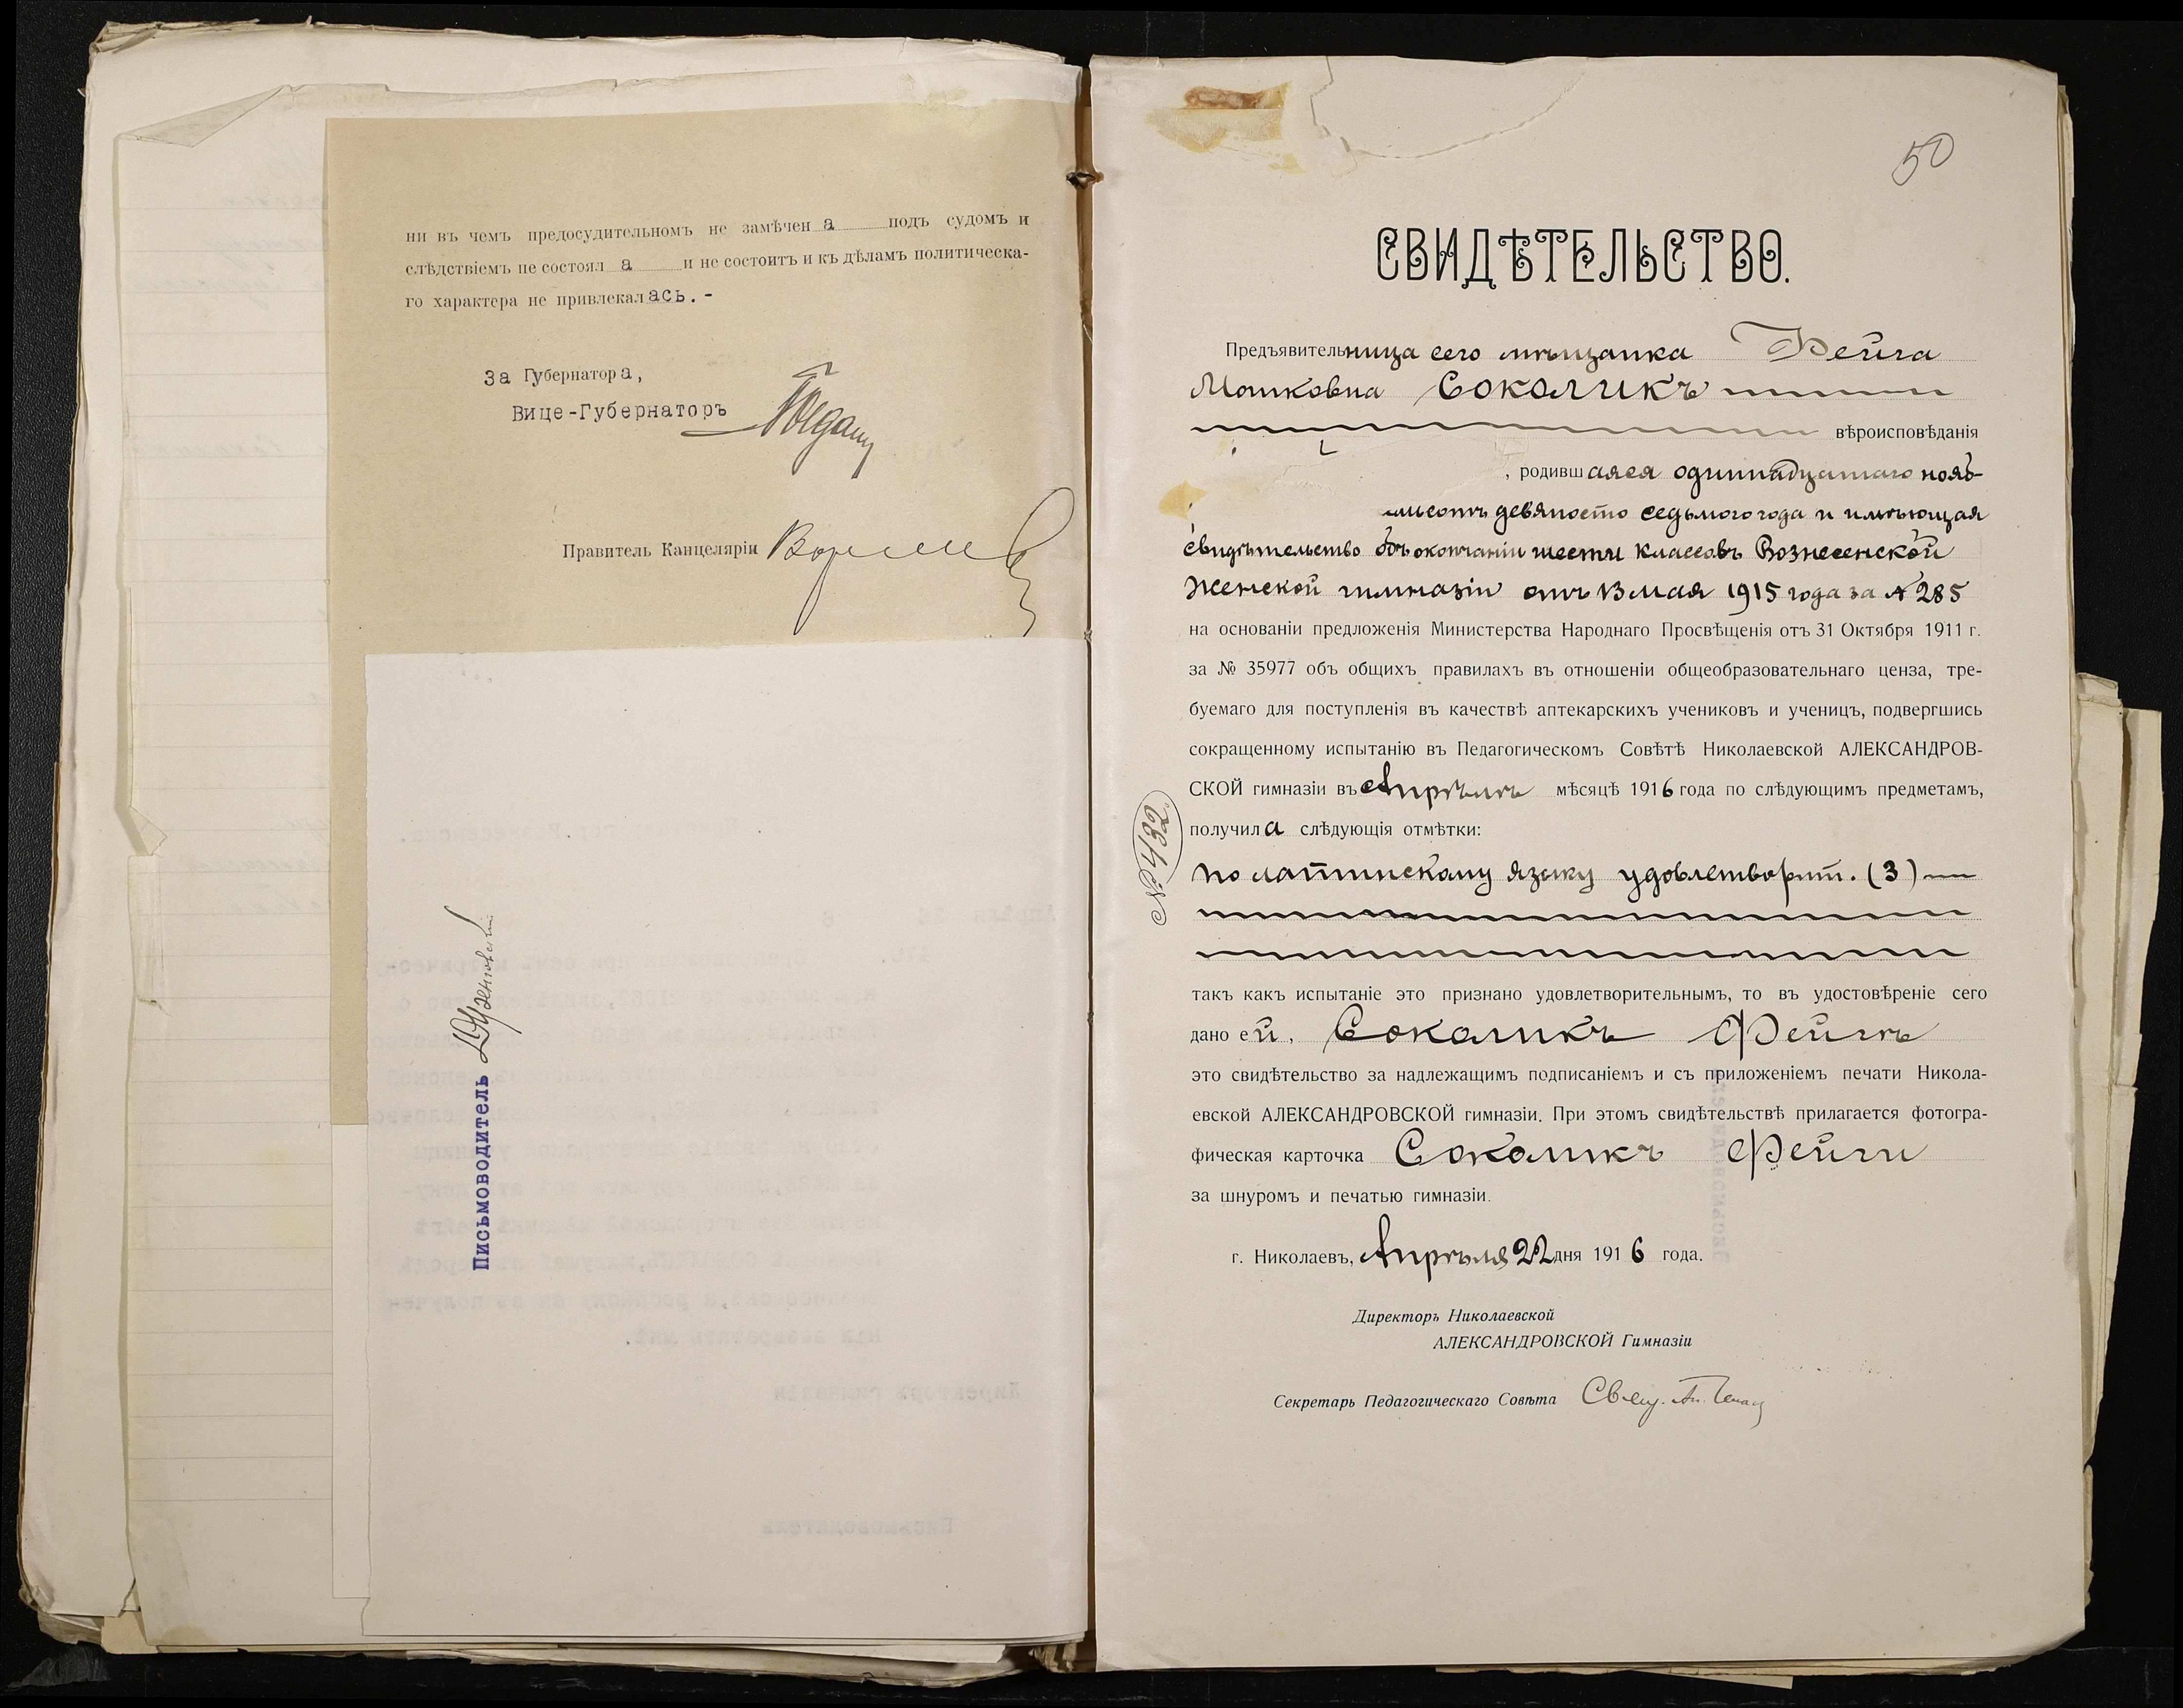 ни въ чемъ предосудительномъ не замѣчен а подъ судомъ и
слѣдствіемъ не состоял а и не состоитъ и къ дѣламъ политическа-
го характера не привлекал ась. -
За Губернатора,
Вице-Губернаторъ
Правитель Канцеляріи
Письмоводитель
50
СВИДѢТЕЛЬСТВО.
Предъявительница сего мѣщанка Фейга
Мошковна Соколикъ
вѣроисповѣданія
, родившаяся одиннадцатаго нояб-
девяносто седьмого года и имѣющая
свидѣтельство объ окончаніи шести классовъ Вознесенской
Женской гимназіи отъ 13 мая 1915 года за № 285
на основаніи предложенія Министерства Народнаго Просвѣщенія отъ 31 Октября 1911 г.
за № 35977 объ общихъ правилахъ въ отношеніи общеобразовательнаго ценза, тре-
буемаго для поступленія въ качествѣ аптекарскихъ учениковъ и ученицъ, подвергшись
сокращенному испытанію въ Педагогическомъ Совѣтѣ Николаевской АЛЕКСАНДРОВ-
СКОЙ гимназіи въ Апрѣлѣ мѣсяцѣ 1916 года по слѣдующимъ предметамъ,
получила слѣдующія отмѣтки:
№ 432
по латинскому языку удовлетворит. (3)
такъ какъ испытаніе это признано удовлетворительнымъ, то въ удостовѣреніе сего
дано ей, Соколикъ Фейгѣ
это свидѣтельство за надлежащимъ подписаніемъ и съ приложеніемъ печати Никола-
евской АЛЕКСАНДРОВСКОЙ гимназіи. При этомъ свидѣтельствѣ прилагается фотогра-
фическая карточка Соколикъ Фейги
за шнуромъ и печатью гимназіи.
г. Николаевъ, Апрѣля 22 дня 1916 года.
Директоръ Николаевской
АЛЕКСАНДРОВСКОЙ Гимназіи
Секретарь Педагогическаго Совѣта